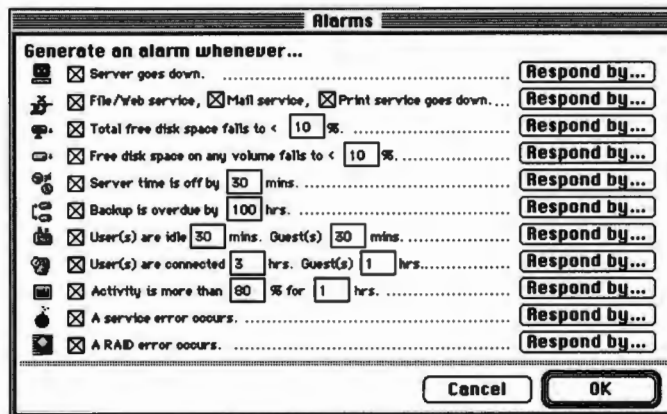 Alarms
Generate an alarm whenever...
Server goes down. Respond by...
File/Web service, Mail service, Print service goes down. Respond by...
Total free disk space falls to < 10 %. Respond by...
Free disk space on any volume falls to < 10 %. Respond by...
Server time is off by 30 mins. Respond by...
Backup is overdue by 100 hrs. Respond by...
User(s) are idle 30 mins. Guest(s) 30 mins. Respond by...
User(s) are connected 3 hrs. Guest(s) 1 hrs. Respond by...
Activity is more than 80 % for 1 hrs. Respond by...
A service error occurs. Respond by...
A RAID error occurs. Respond by...
Cancel OK